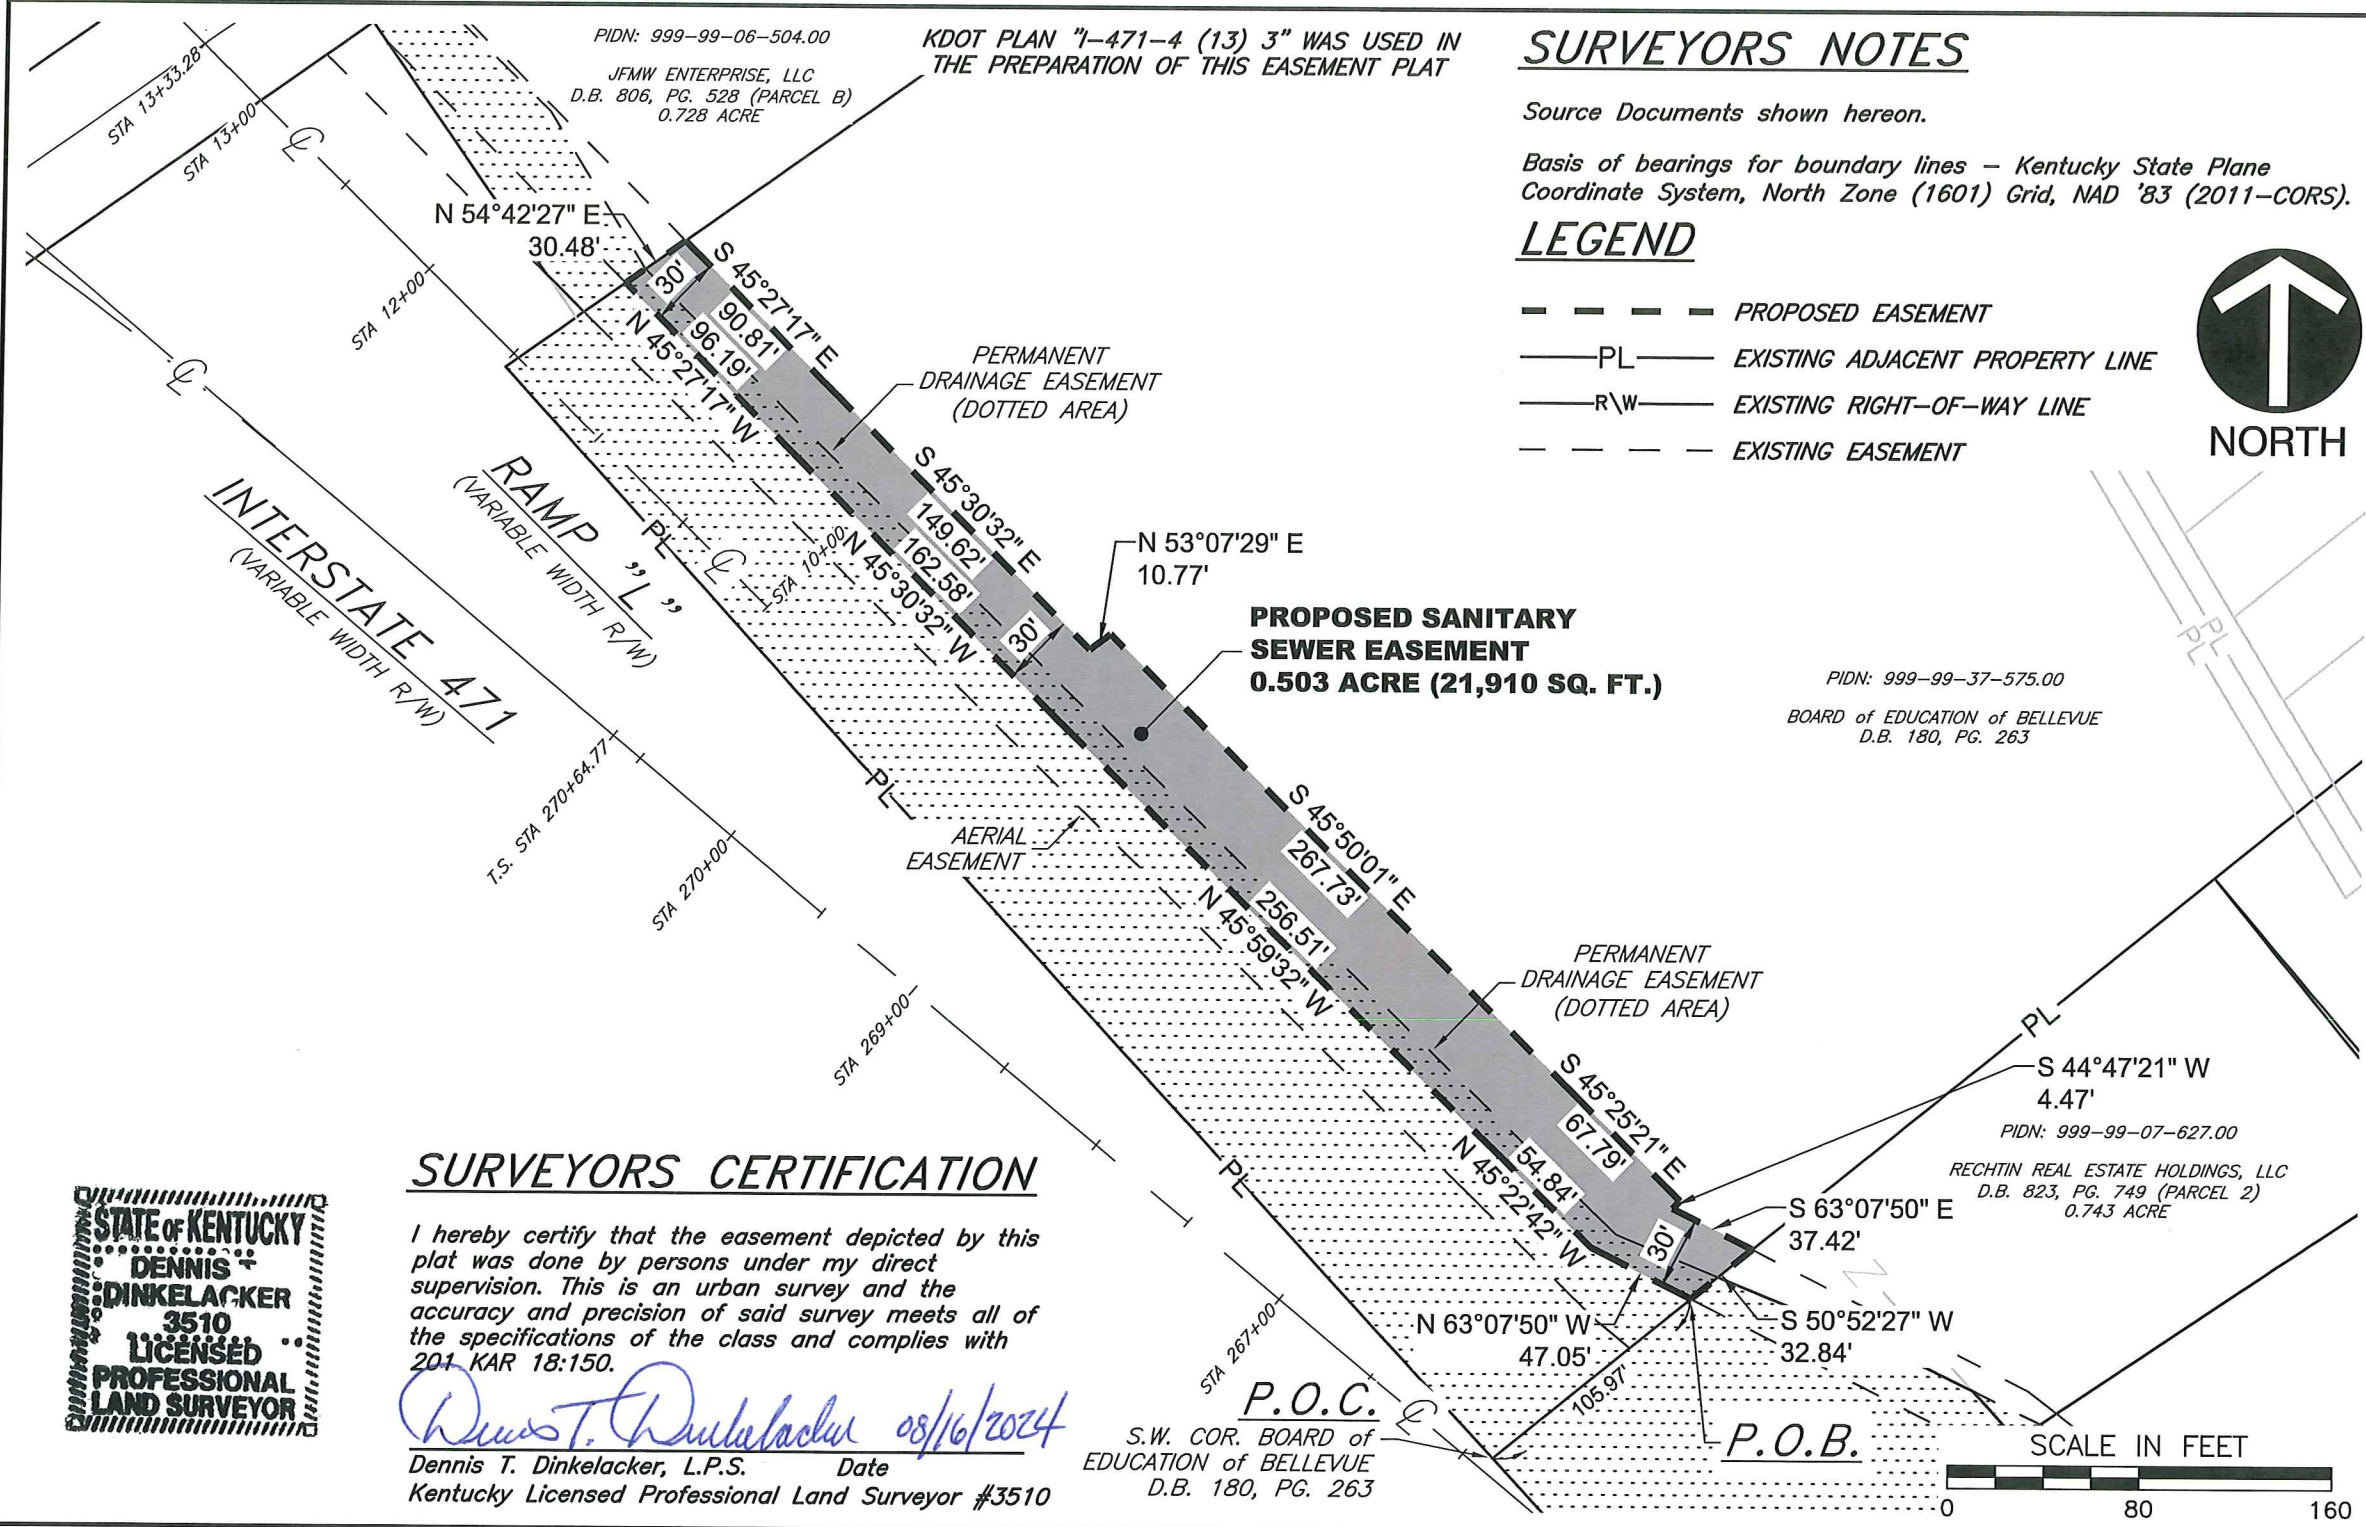 PIDN: 999-99-06-504.00
JFMW ENTERPRISE, LLC
D.B. 806, PG. 528 (PARCEL B)
0.728 ACRE
KDOT PLAN "I-471-4 (13) 3" WAS USED IN
THE PREPARATION OF THIS EASEMENT PLAT
SURVEYORS NOTES
Source Documents shown hereon.
Basis of bearings for boundary lines – Kentucky State Plane
Coordinate System, North Zone (1601) Grid, NAD '83 (2011-CORS).
LEGEND
PROPOSED EASEMENT
PL EXISTING ADJACENT PROPERTY LINE
R\W EXISTING RIGHT-OF-WAY LINE
EXISTING EASEMENT
NORTH
STA 13+33.28
STA 13+00
STA 12+00
N 54°42'27" E
30.48'
30'
S 45°27'17" E
90.81'
96.19'
N 45°27'17" W
PERMANENT
DRAINAGE EASEMENT
(DOTTED AREA)
S 45°30'32" E
149.62'
162.58'
N 45°30'32" W
30'
N 53°07'29" E
10.77'
INTERSTATE 471
(VARIABLE WIDTH R/W)
RAMP "L"
(VARIABLE WIDTH R/W)
PL
STA 10+00
PROPOSED SANITARY
SEWER EASEMENT
0.503 ACRE (21,910 SQ. FT.)
PL
PL
PIDN: 999-99-37-575.00
BOARD of EDUCATION of BELLEVUE
D.B. 180, PG. 263
PL
AERIAL
EASEMENT
T.S. STA 270+64.77
STA 270+00
STA 269+00
S 45°50'01" E
267.73'
256.51'
N 45°59'32" W
PERMANENT
DRAINAGE EASEMENT
(DOTTED AREA)
PL
S 44°47'21" W
4.47'
PIDN: 999-99-07-627.00
RECHTIN REAL ESTATE HOLDINGS, LLC
D.B. 823, PG. 749 (PARCEL 2)
0.743 ACRE
S 45°25'21" E
67.79'
54.84'
N 45°22'42" W
30'
S 63°07'50" E
37.42'
PL
N 63°07'50" W
47.05'
S 50°52'27" W
32.84'
105.97'
STA 267+00
P.O.C.
S.W. COR. BOARD of
EDUCATION of BELLEVUE
D.B. 180, PG. 263
P.O.B.
SCALE IN FEET
0 80 160
SURVEYORS CERTIFICATION
I hereby certify that the easement depicted by this
plat was done by persons under my direct
supervision. This is an urban survey and the
accuracy and precision of said survey meets all of
the specifications of the class and complies with
201 KAR 18:150.
Dennis T. Dinkelacker 08/16/2024
Dennis T. Dinkelacker, L.P.S. Date
Kentucky Licensed Professional Land Surveyor #3510
STATE of KENTUCKY
DENNIS
DINKELACKER
3510
LICENSED
PROFESSIONAL
LAND SURVEYOR